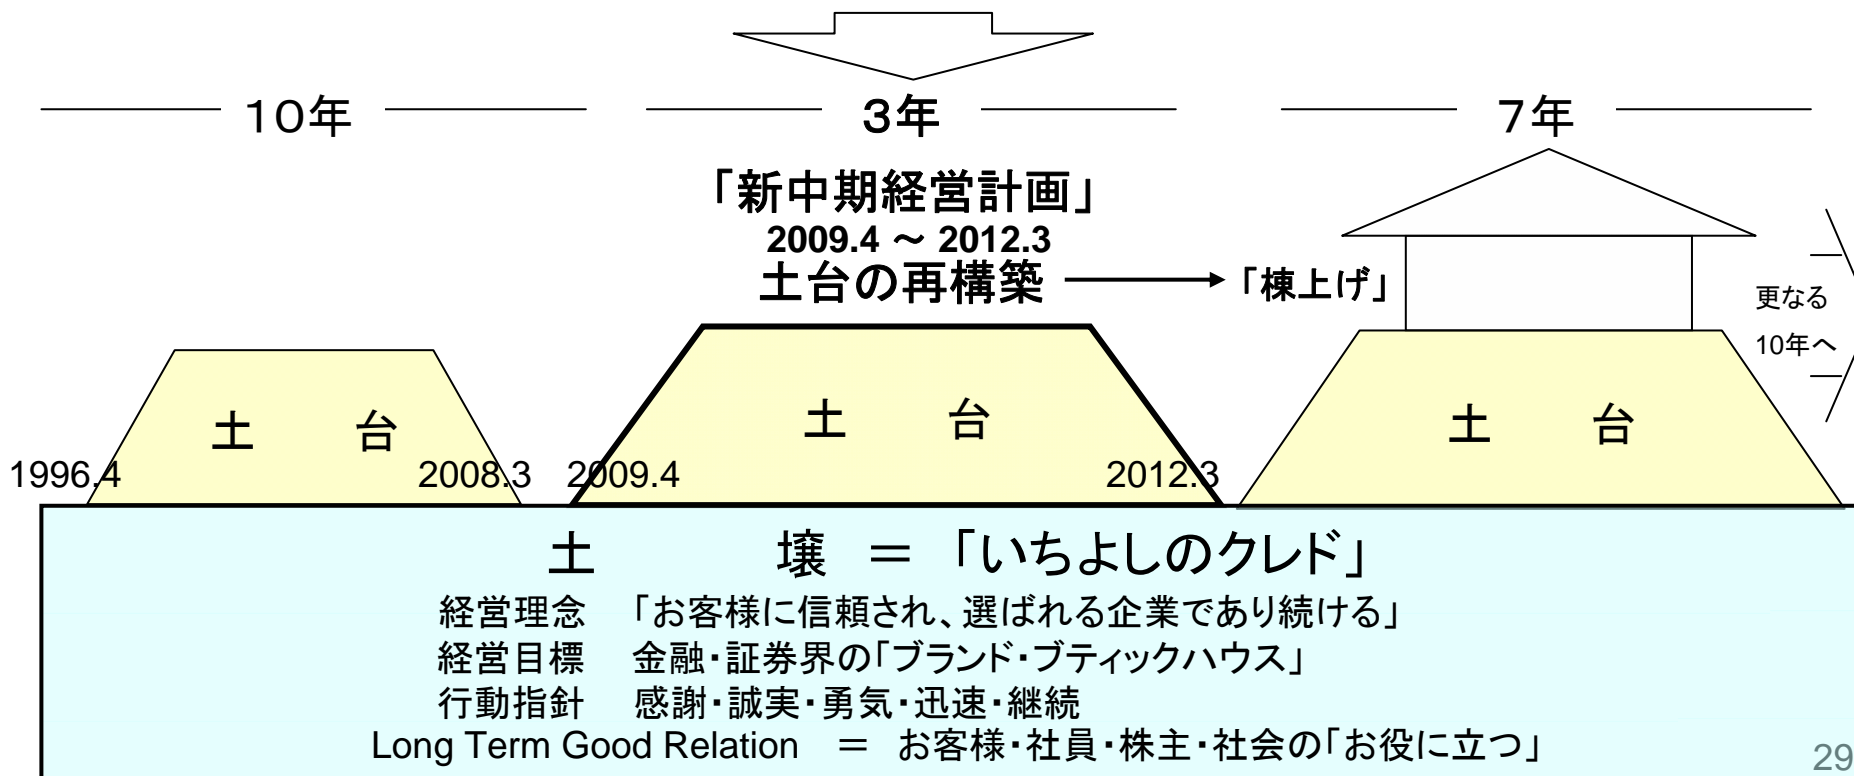 10年
3年
7年
「新中期経営計画」
2009.4 ～ 2012.3
土台の再構築
「棟上げ」
更なる
10年へ
土　台
土　台
土　台
1996.4
2008.3
2009.4
2012.3
土　壌 ＝ 「いちよしのクレド」
経営理念 「お客様に信頼され、選ばれる企業であり続ける」
経営目標 金融・証券界の「ブランド・ブティックハウス」
行動指針 感謝・誠実・勇気・迅速・継続
Long Term Good Relation ＝ お客様・社員・株主・社会の「お役に立つ」
29